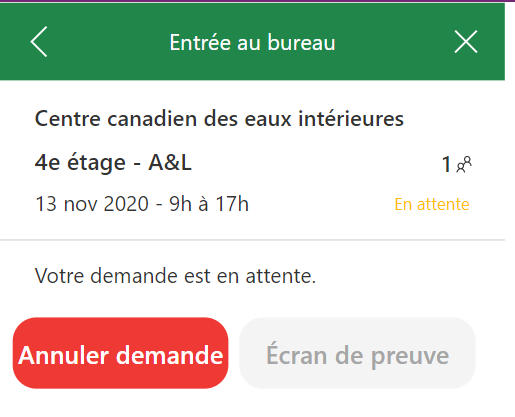 Entrée au bureau
Centre canadien des eaux intérieures
4e étage - A&L 1
13 nov 2020 - 9h à 17h En attente
Votre demande est en attente.
Annuler demande Écran de preuve